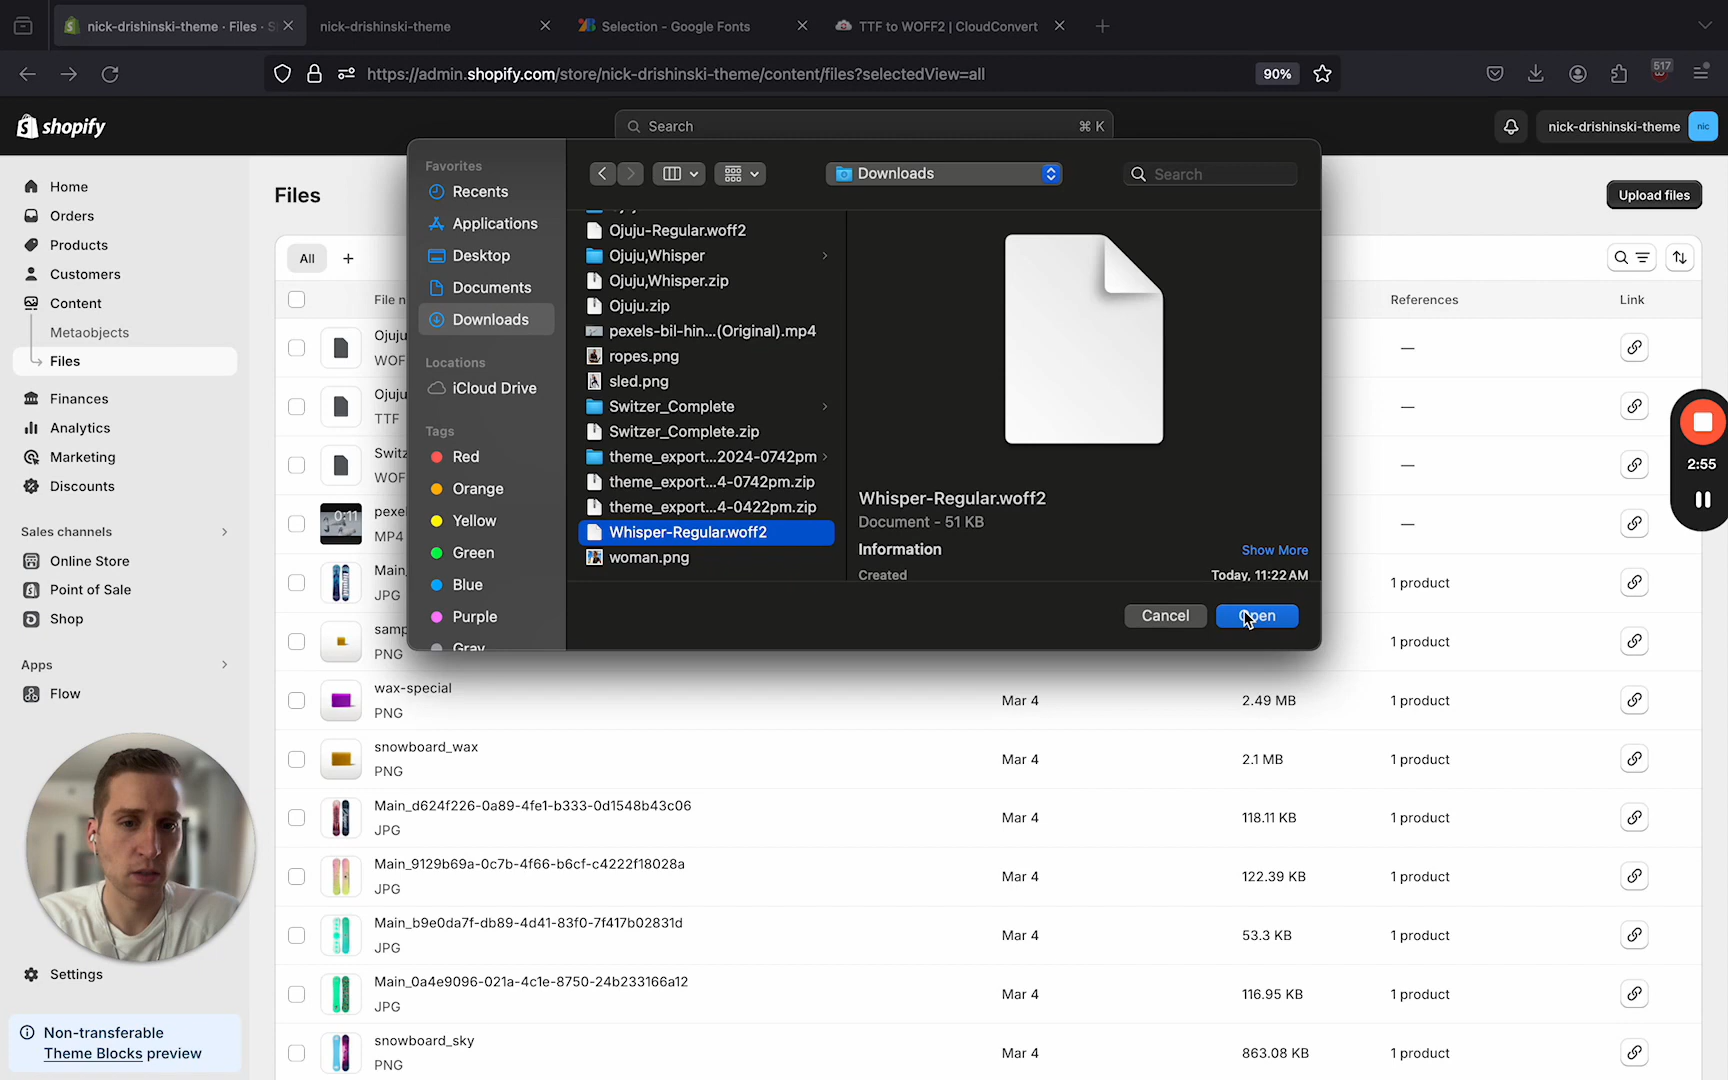 nick-drishinski-theme · Files · S
nick-drishinski-theme
Selection - Google Fonts
TTF to WOFF2 | CloudConvert
https://admin.shopify.com/store/nick-drishinski-theme/content/files?selectedView=all
90%
517
shopify
Search
⌘ K
nick-drishinski-theme
nic
Home
Orders
Products
Customers
Content
Metaobjects
Files
Finances
Analytics
Marketing
Discounts
Sales channels
Online Store
Point of Sale
Shop
Apps
Flow
Settings
Non-transferable
Theme Blocks preview
Files
Upload files
All
File n
References
Link
Ojuju
WOF
—
Ojuju
TTF
—
Switz
WOF
—
0:11
pexel
MP4
—
Main_
JPG
1 product
samp
PNG
1 product
wax-special
PNG
Mar 4
2.49 MB
1 product
snowboard_wax
PNG
Mar 4
2.1 MB
1 product
Main_d624f226-0a89-4fe1-b333-0d1548b43c06
JPG
Mar 4
118.11 KB
1 product
Main_9129b69a-0c7b-4f66-b6cf-c4222f18028a
JPG
Mar 4
122.39 KB
1 product
Main_b9e0da7f-db89-4d41-83f0-7f417b02831d
JPG
Mar 4
53.3 KB
1 product
Main_0a4e9096-021a-4c1e-8750-24b233166a12
JPG
Mar 4
116.95 KB
1 product
snowboard_sky
PNG
Mar 4
863.08 KB
1 product
Favorites
Recents
Applications
Desktop
Documents
Downloads
Locations
iCloud Drive
Tags
Red
Orange
Yellow
Green
Blue
Purple
Gray
Downloads
Search
Ojuju-Regular.woff2
Ojuju,Whisper
Ojuju,Whisper.zip
Ojuju.zip
pexels-bil-hin...(Original).mp4
ropes.png
sled.png
Switzer_Complete
Switzer_Complete.zip
theme_export...2024-0742pm
theme_export...4-0742pm.zip
theme_export...4-0422pm.zip
Whisper-Regular.woff2
woman.png
Whisper-Regular.woff2
Document - 51 KB
Information
Show More
Created
Today, 11:22 AM
Cancel
Open
2:55